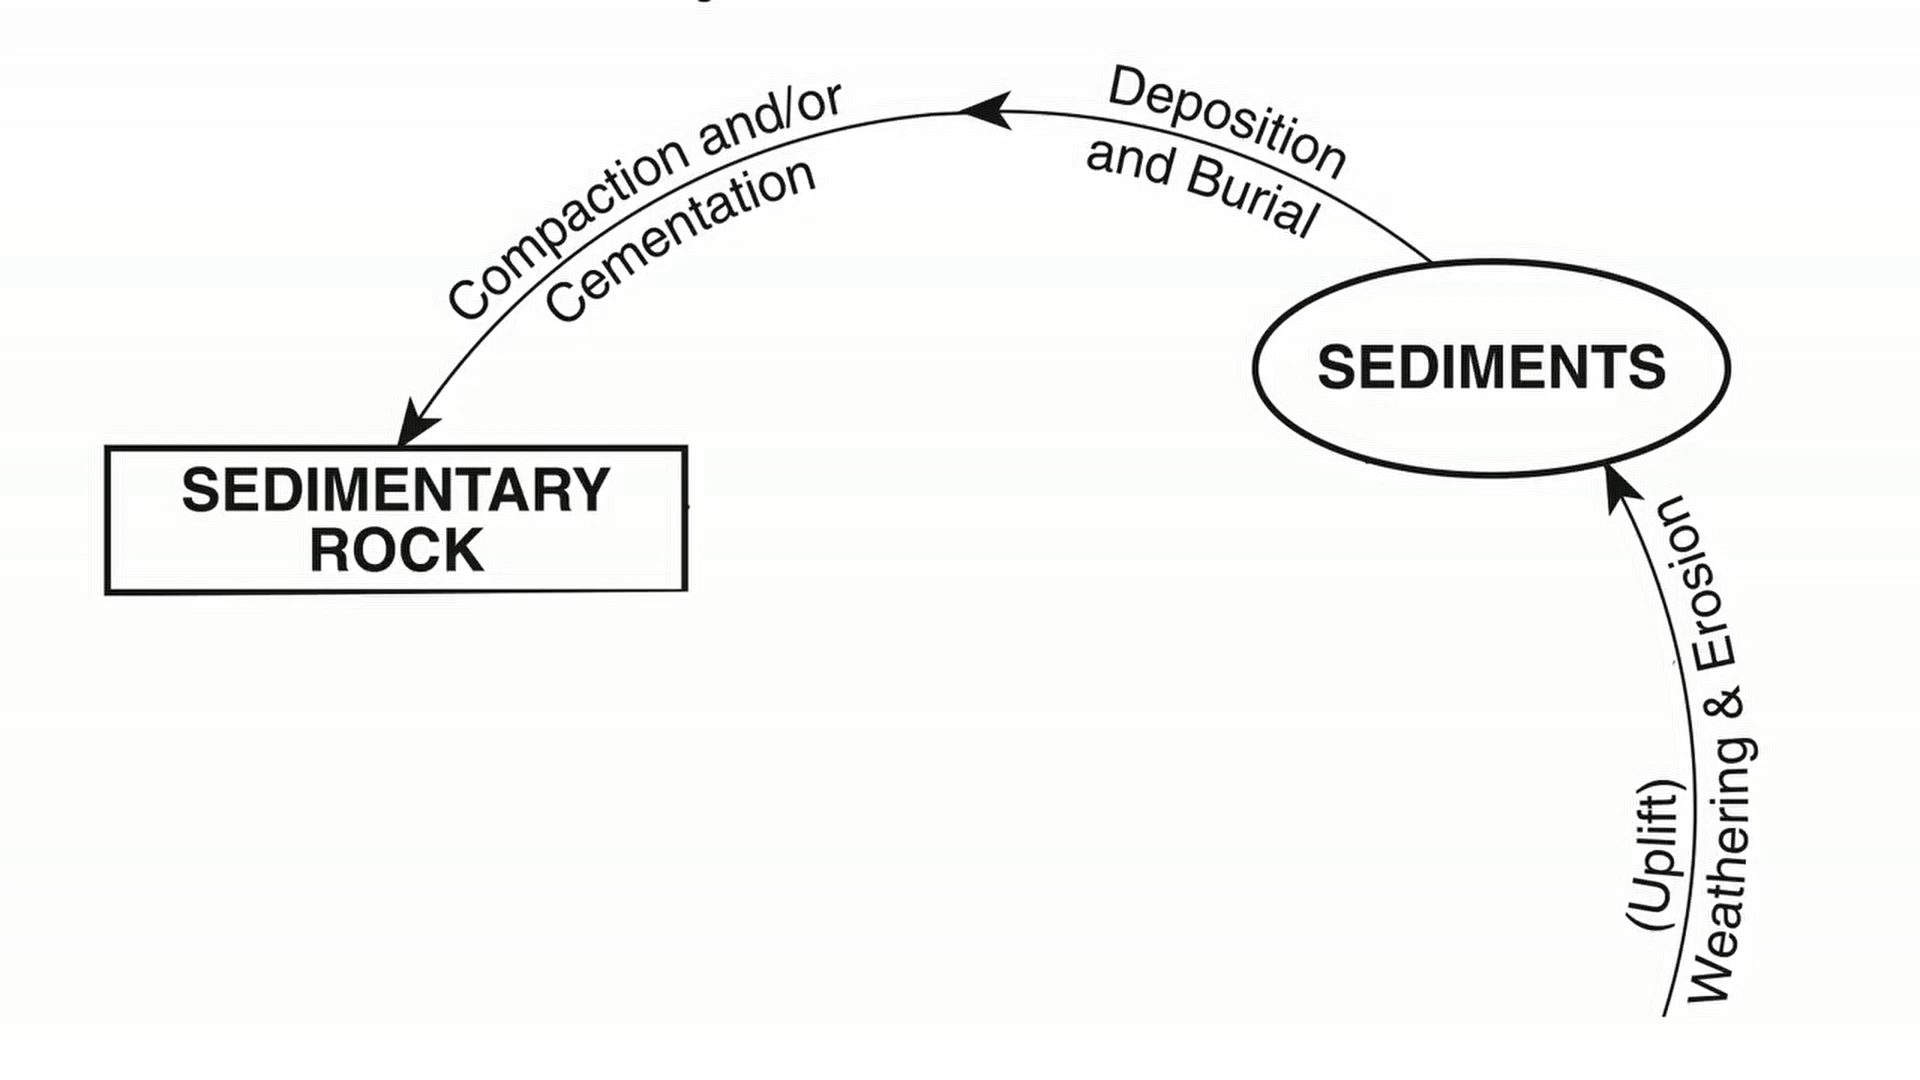 Deposition
and Burial
Compaction and/or
Cementation
SEDIMENTS
SEDIMENTARY
ROCK
Weathering & Erosion
(Uplift)